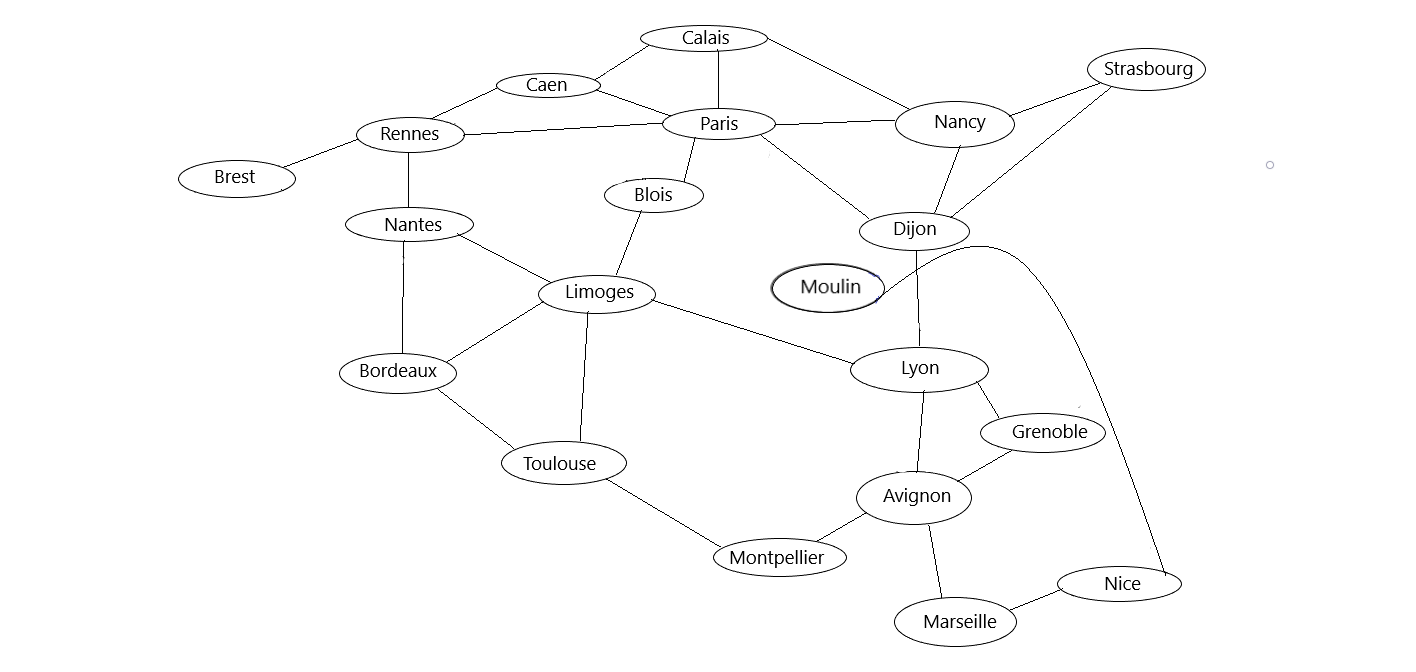 Calais
Strasbourg
Caen
Paris
Nancy
Rennes
Brest
Blois
Nantes
Dijon
Moulin
Limoges
Lyon
Bordeaux
Grenoble
Toulouse
Avignon
Montpellier
Nice
Marseille